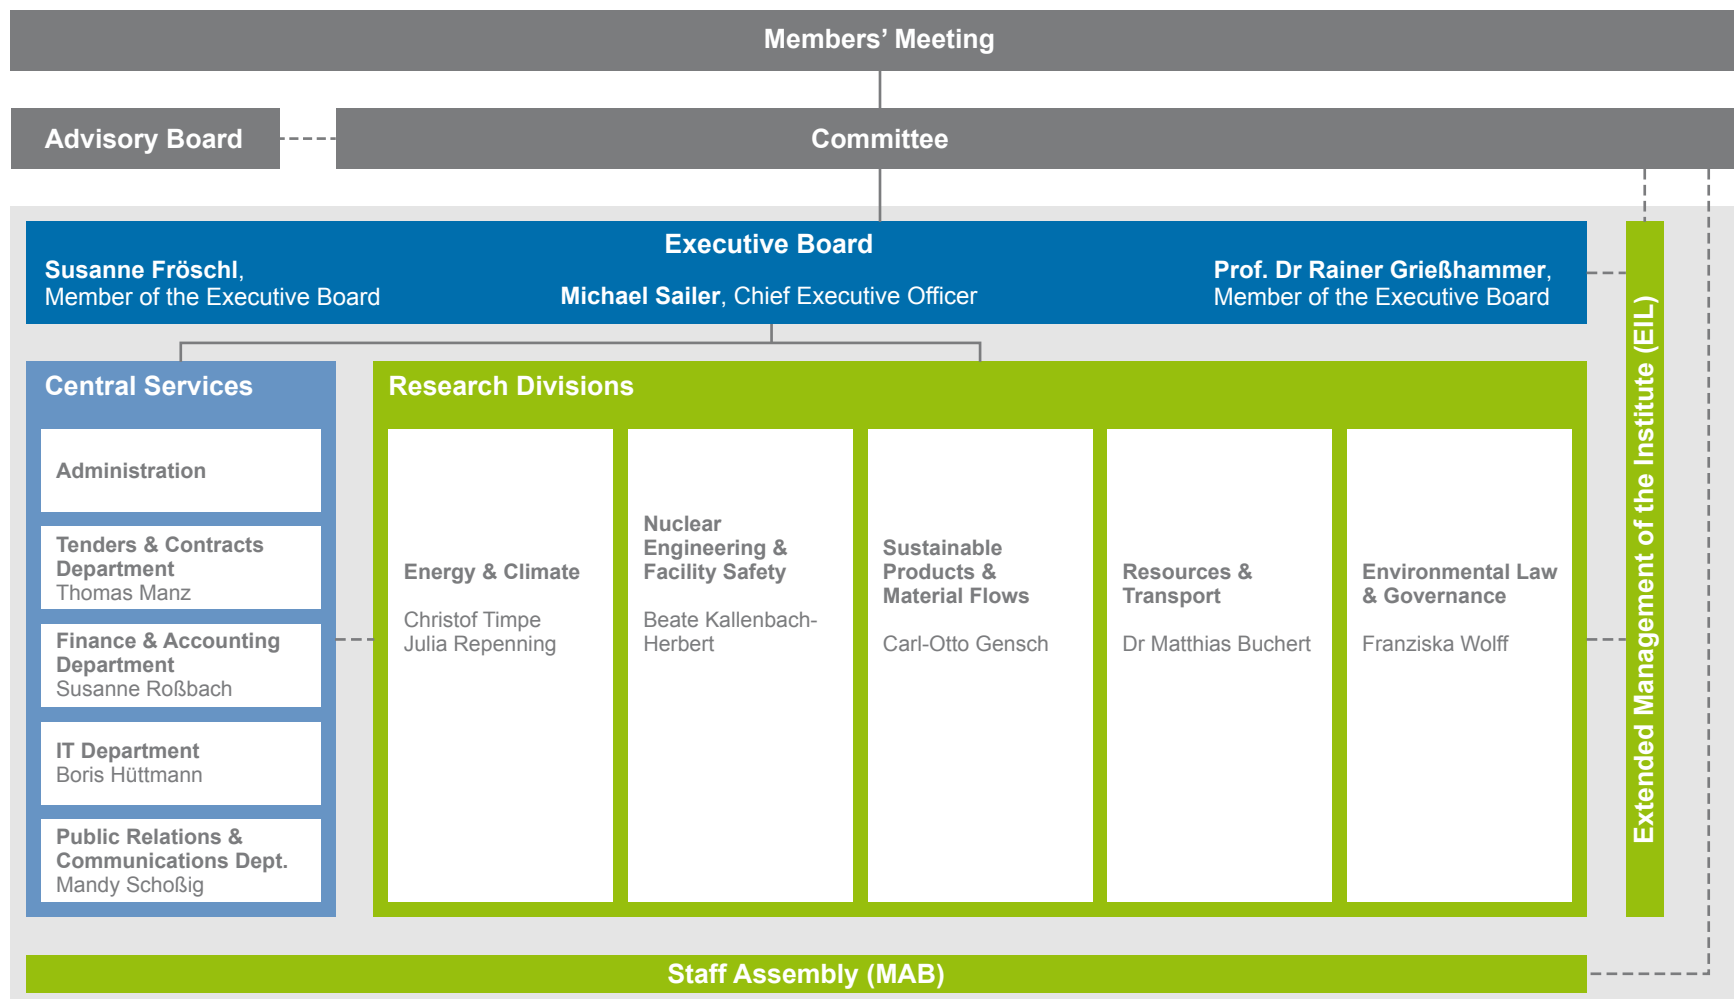 Members’ Meeting
Advisory Board
Committee
Executive Board
Susanne Fröschl,
Member of the Executive Board
Michael Sailer, Chief Executive Officer
Prof. Dr Rainer Grießhammer,
Member of the Executive Board
Central Services
Administration
Tenders & Contracts
Department
Thomas Manz
Finance & Accounting
Department
Susanne Roßbach
IT Department
Boris Hüttmann
Public Relations &
Communications Dept.
Mandy Schoßig
Research Divisions
Energy & Climate
Christof Timpe
Julia Repenning
Nuclear
Engineering &
Facility Safety
Beate Kallenbach-
Herbert
Sustainable
Products &
Material Flows
Carl-Otto Gensch
Resources &
Transport
Dr Matthias Buchert
Environmental Law
& Governance
Franziska Wolff
Extended Management of the Institute (EIL)
Staff Assembly (MAB)